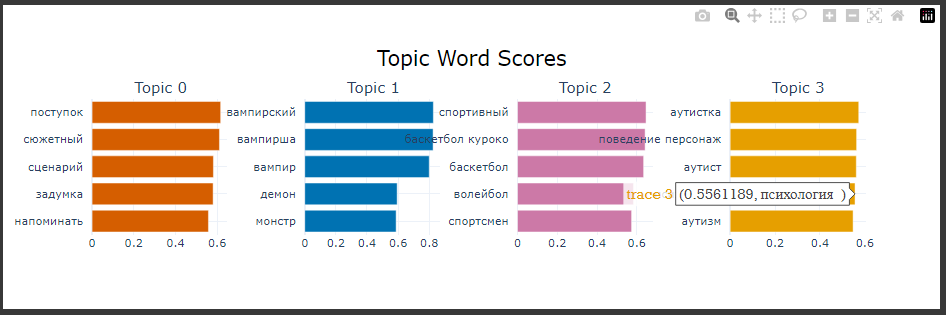 Topic Word Scores
Topic 0
поступок
сюжетный
сценарий
задумка
напоминать
0 0.2 0.4 0.6
Topic 1
вампирский
вампирша
вампир
демон
монстр
0 0.2 0.4 0.6 0.8
Topic 2
спортивный
баскетбол куроко
баскетбол
волейбол
спортсмен
0 0.2 0.4 0.6
Topic 3
аутистка
поведение персонаж
аутист
trace 3 (0.5561189, психология )
аутизм
0 0.2 0.4 0.6